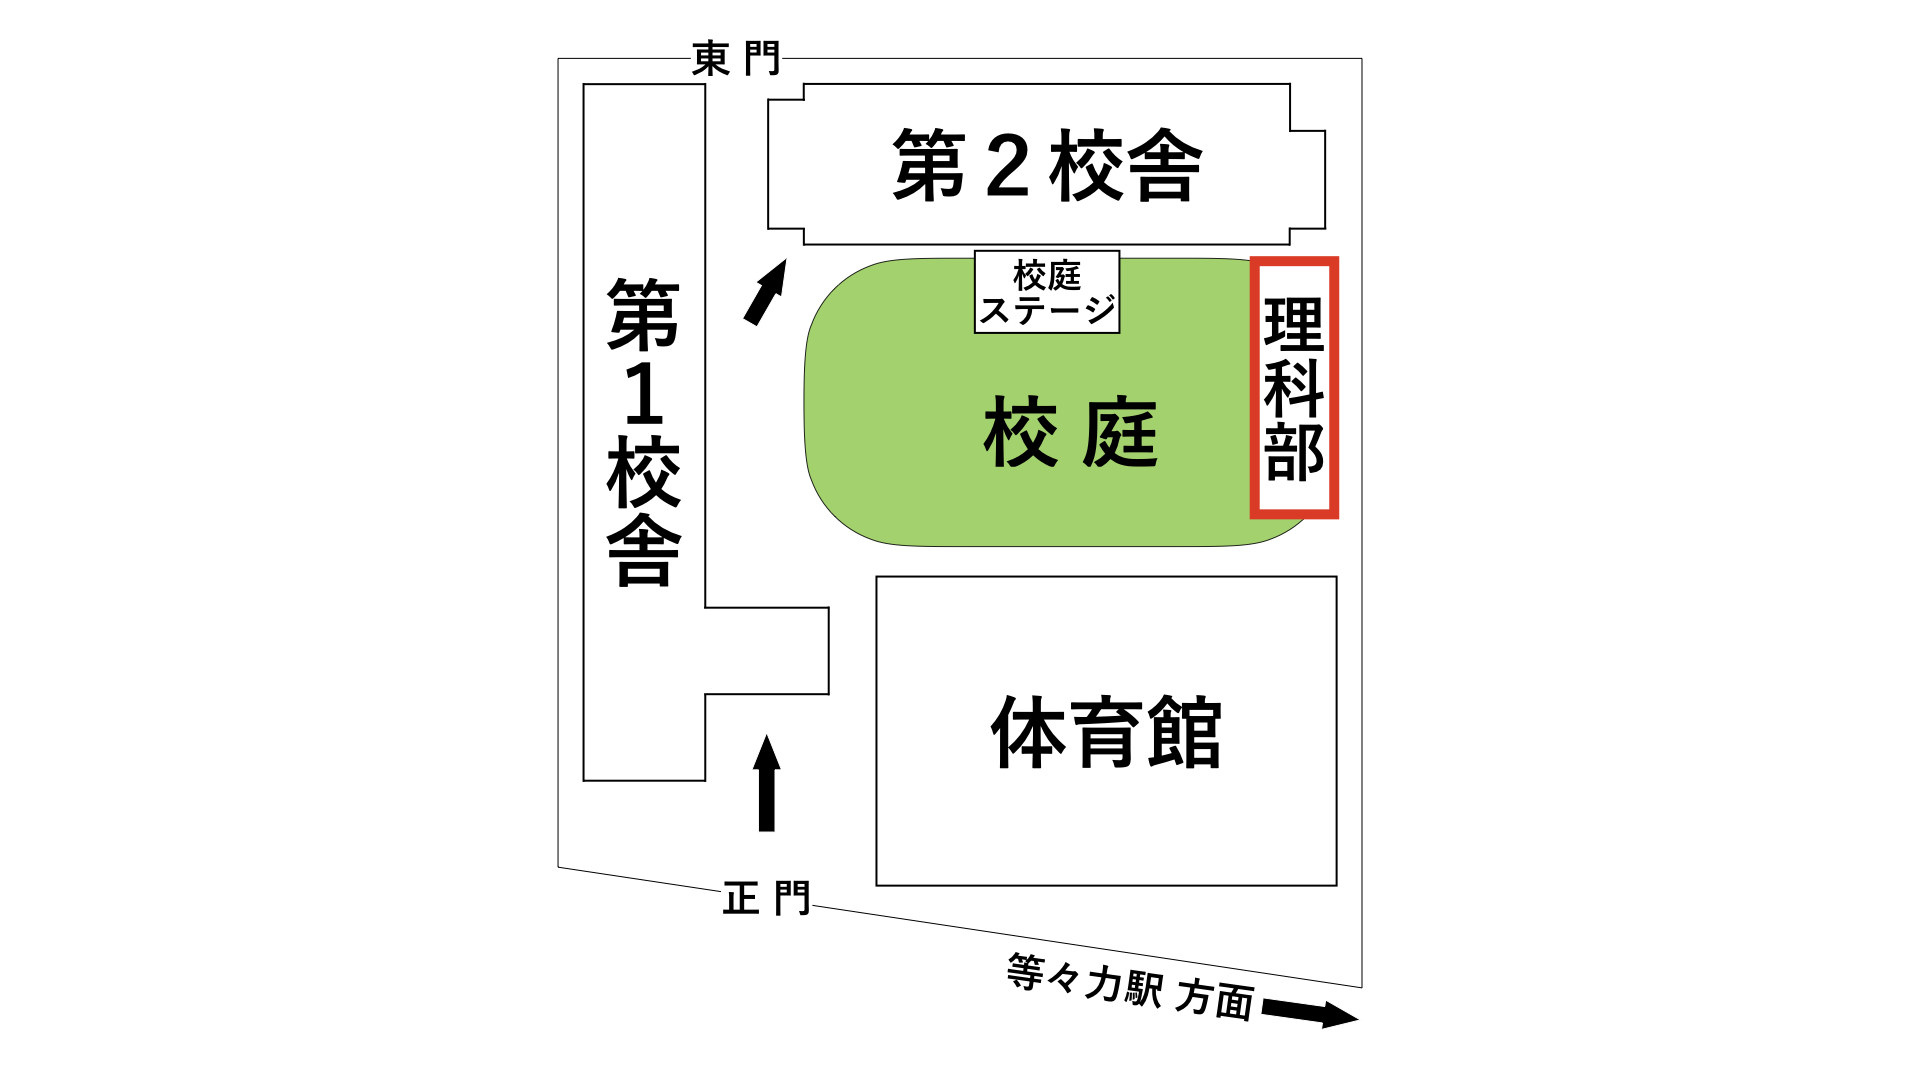 東 門
第２校舎
第1校舎
校庭
ステージ
理科部
校 庭
体育館
正 門
等々力駅 方面